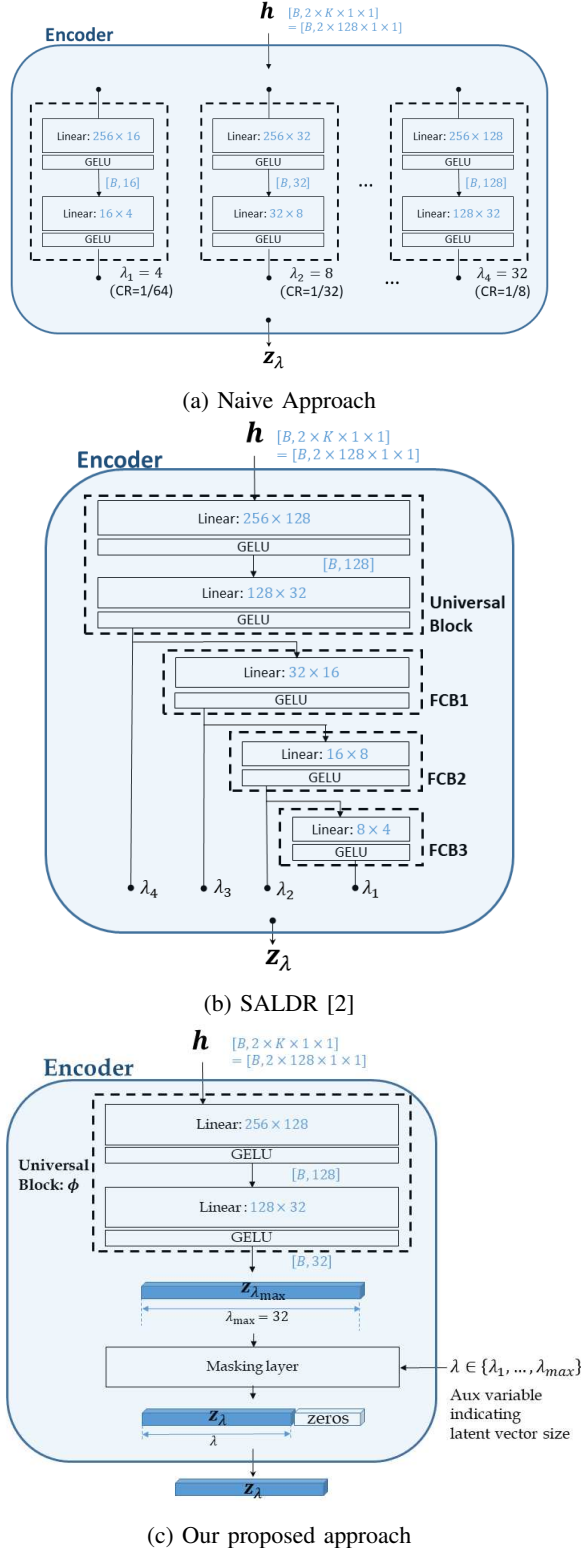 h
[B, 2 × K × 1 × 1]
= [B, 2 × 128 × 1 × 1]
Encoder
Linear: 256 × 16
GELU
[B, 16]
Linear: 16 × 4
GELU
λ₁ = 4
(CR=1/64)
Linear: 256 × 32
GELU
[B, 32]
Linear: 32 × 8
GELU
λ₂ = 8
(CR=1/32)
...
...
Linear: 256 × 128
GELU
[B, 128]
Linear: 128 × 32
GELU
λ₄ = 32
(CR=1/8)
z_λ
(a) Naive Approach
h
[B, 2 × K × 1 × 1]
= [B, 2 × 128 × 1 × 1]
Encoder
Linear: 256 × 128
GELU
[B, 128]
Linear: 128 × 32
GELU
Universal
Block
Linear: 32 × 16
GELU
FCB1
Linear: 16 × 8
GELU
FCB2
Linear: 8 × 4
GELU
FCB3
λ₄ λ₃ λ₂ λ₁
z_λ
(b) SALDR [2]
h
[B, 2 × K × 1 × 1]
= [B, 2 × 128 × 1 × 1]
Encoder
Linear: 256 × 128
GELU
[B, 128]
Universal
Block: ϕ
Linear: 128 × 32
GELU
[B, 32]
z_λmax
λmax = 32
Masking layer
λ ∈ {λ₁, ..., λmax}
Aux variable
indicating
latent vector size
z_λ zeros
λ
z_λ
(c) Our proposed approach